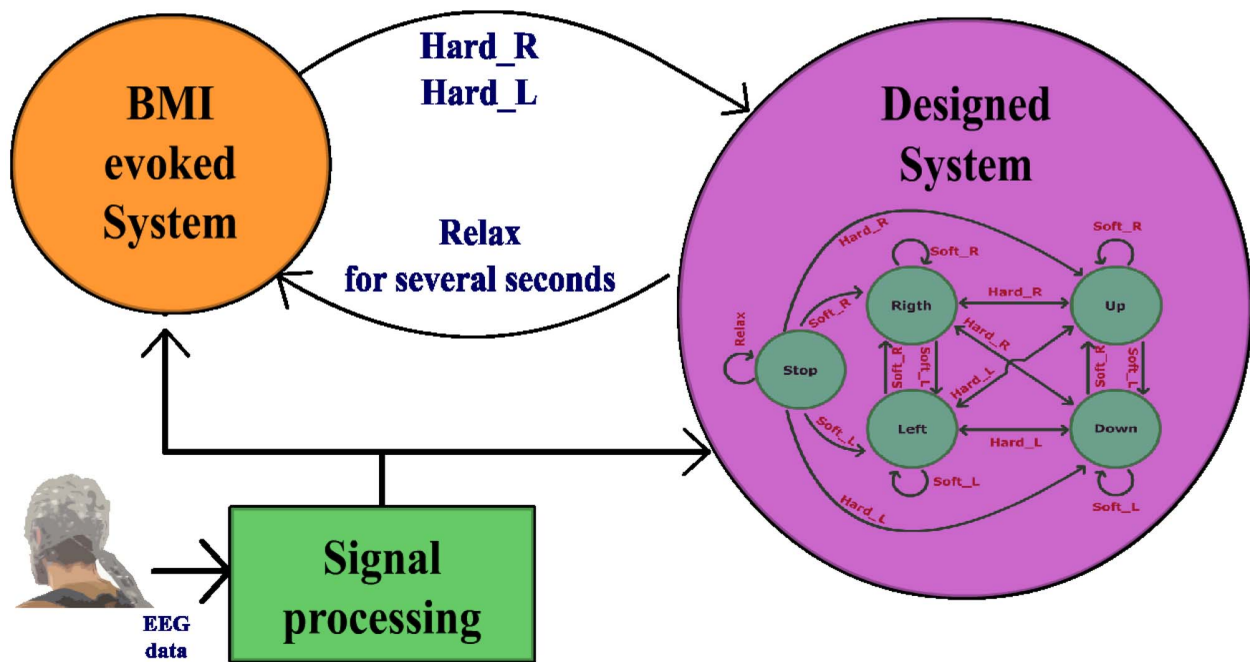 BMI
evoked
System
Hard_R
Hard_L
Relax
for several seconds
Designed
System
Hard_R
Soft_R
Soft_R
Soft_R
Rigth
Hard_R
Up
Relax
Stop
Soft_R
Soft_L
Hard_R
Hard_L
Soft_R
Soft_L
Soft_L
Left
Hard_L
Down
Soft_L
Soft_L
Hard_L
EEG
data
Signal
processing